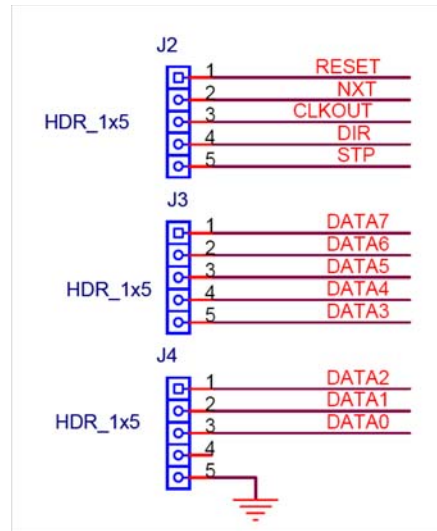 J2
1 RESET
2 NXT
HDR_1x5 3 CLKOUT
4 DIR
5 STP
J3
1 DATA7
2 DATA6
3 DATA5
HDR_1x5 4 DATA4
5 DATA3
J4
1 DATA2
2 DATA1
HDR_1x5 3 DATA0
4
5